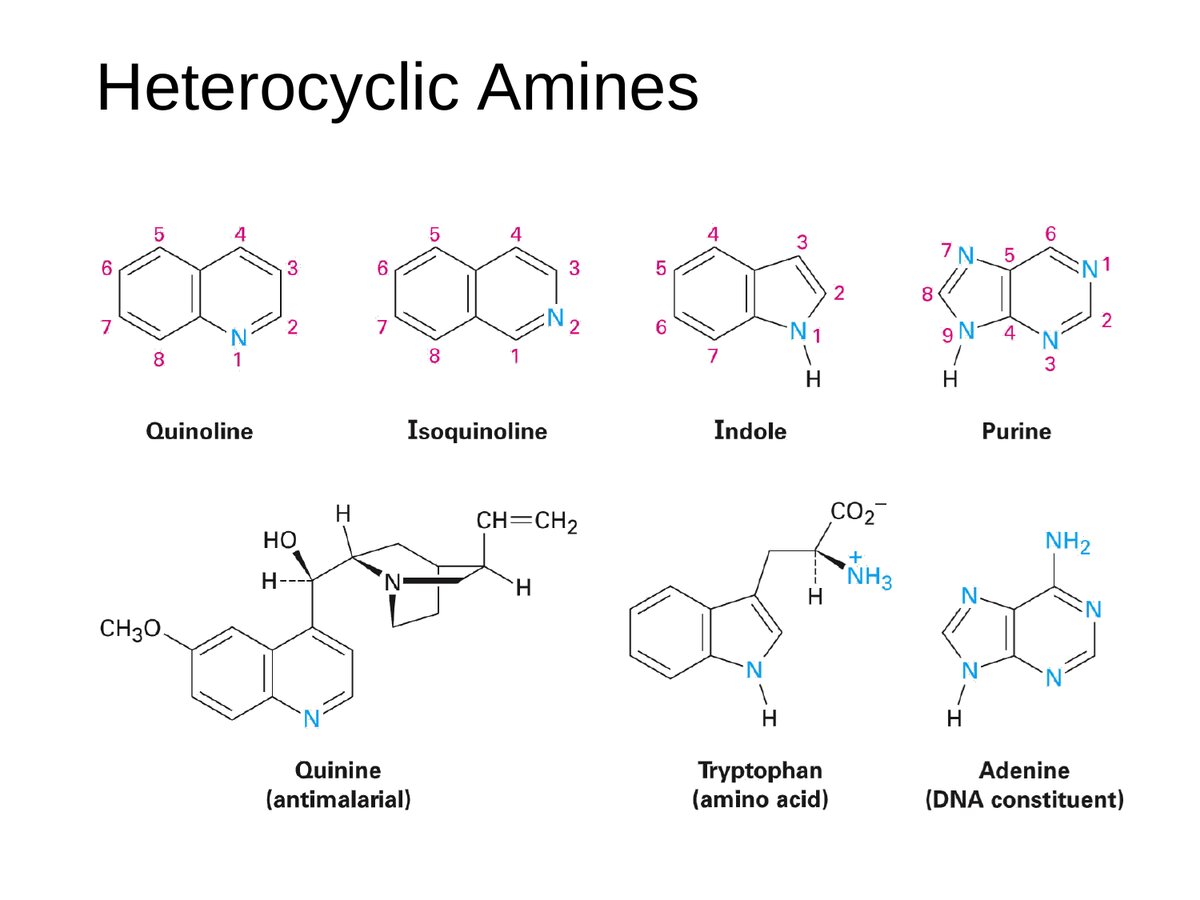 Heterocyclic Amines
5 4
6 3
7 N 2
8 1
Quinoline
5 4
6 3
7 N 2
8 1
Isoquinoline
4 3
5 2
6 N 1
7 H
Indole
6
7 N 5 N 1
8 2
9 N 4 N
H 3
Purine
H CH=CH2
HO
H N H
CH3O
N
Quinine
(antimalarial)
CO2−
+
NH3
H
N
H
Tryptophan
(amino acid)
NH2
N N
N N
H
Adenine
(DNA constituent)